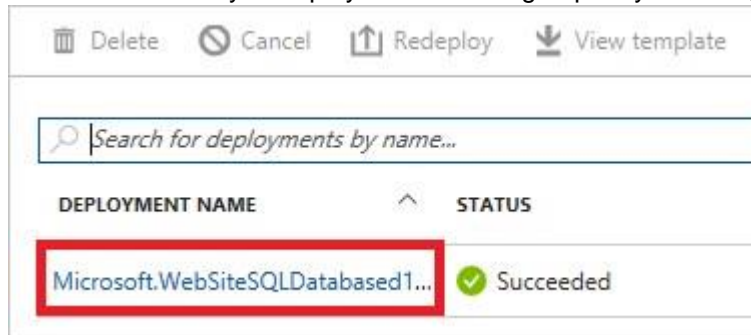 Delete Cancel Redeploy View template
Search for deployments by name...
DEPLOYMENT NAME STATUS
Microsoft.WebSiteSQLDatabased1... Succeeded